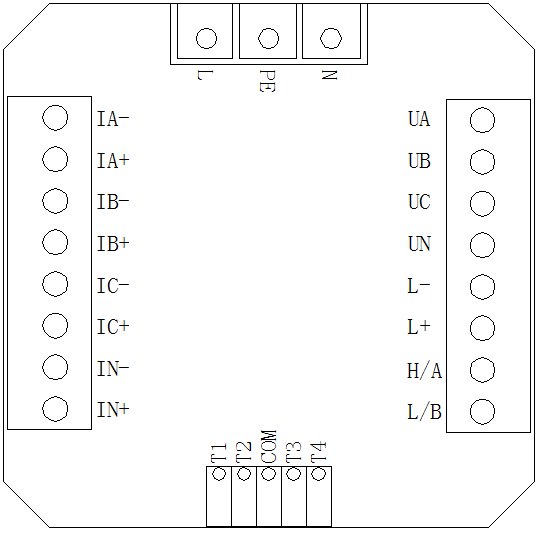 L
PE
N
IA-
IA+
IB-
IB+
IC-
IC+
IN-
IN+
UA
UB
UC
UN
L-
L+
H/A
L/B
T1
T2
COM
T3
T4